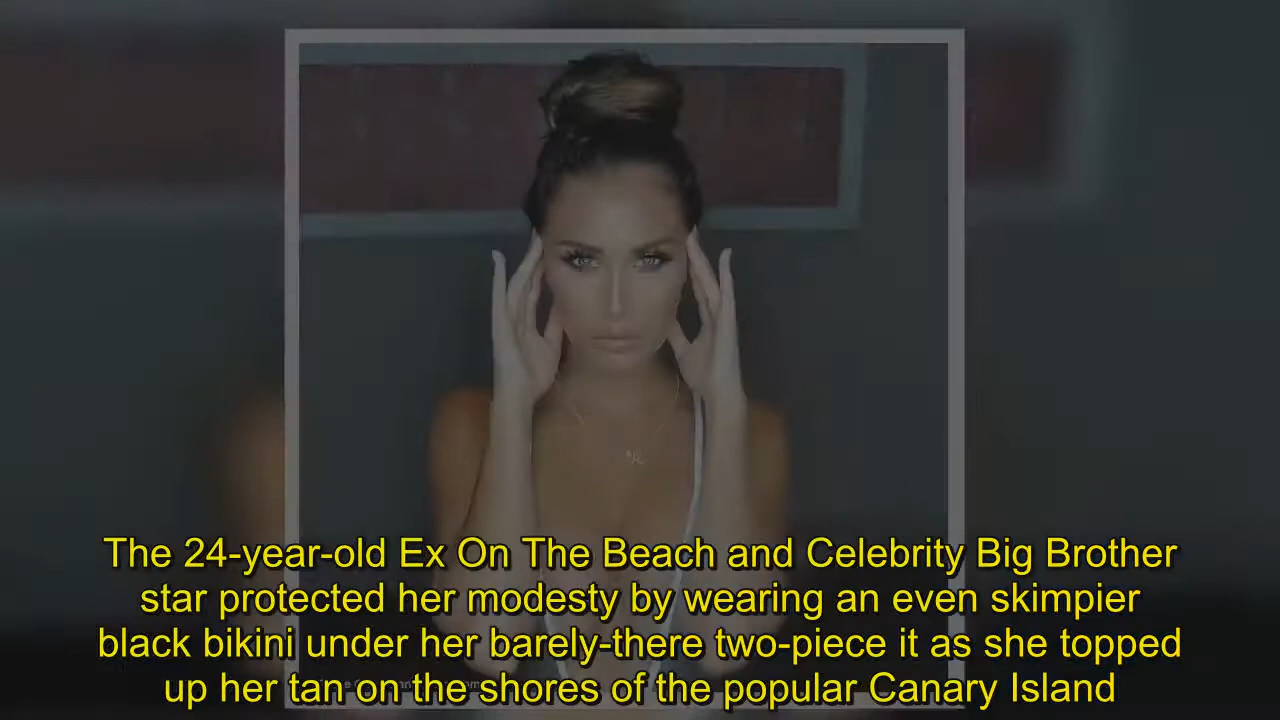 The 24-year-old Ex On The Beach and Celebrity Big Brother
star protected her modesty by wearing an even skimpier
black bikini under her barely-there two-piece it as she topped
up her tan on the shores of the popular Canary Island